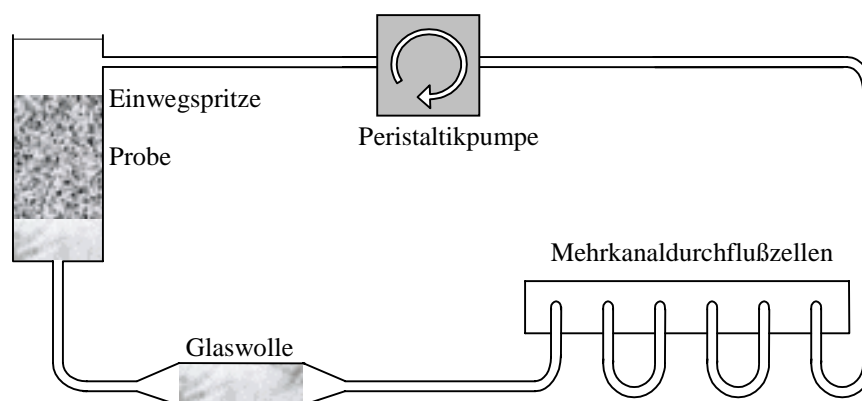 Einwegspritze
Peristaltikpumpe
Probe
Mehrkanaldurchflußzellen
Glaswolle